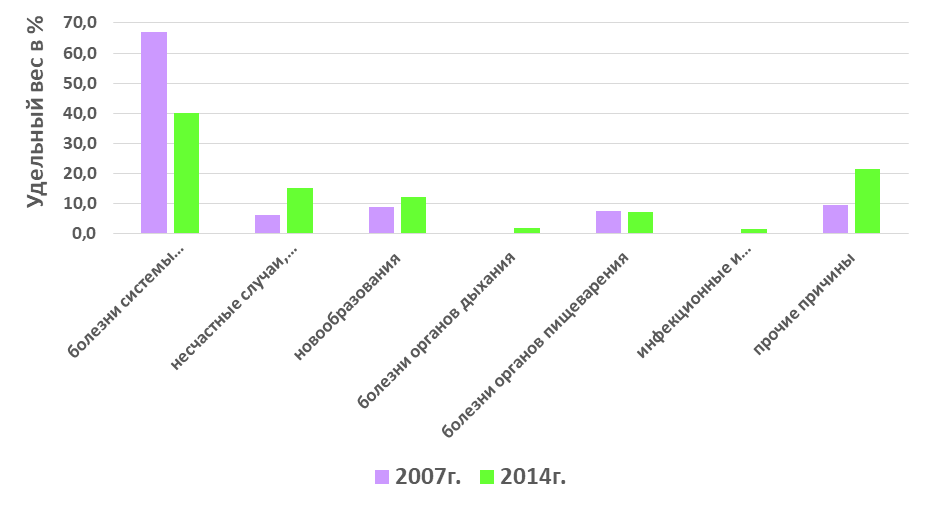 Удельный вес в %
70,0
60,0
50,0
40,0
30,0
20,0
10,0
0,0
болезни системы...
несчастные случаи,...
новообразования
болезни органов дыхания
болезни органов пищеварения
инфекционные и...
прочие причины
2007г.
2014г.